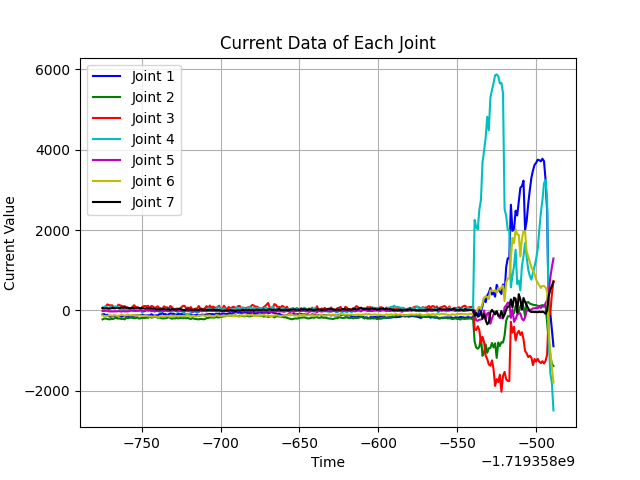 Current Data of Each Joint
Joint 1
Joint 2
Joint 3
Joint 4
Joint 5
Joint 6
Joint 7
Current Value
6000
4000
2000
0
−2000
−750
−700
−650
−600
−550
−500
Time
−1.719358e9